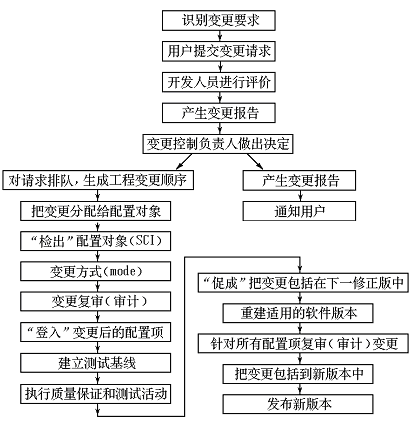 识别变更要求
用户提交变更请求
开发人员进行评价
产生变更报告
变更控制负责人做出决定
对请求排队，生成工程变更顺序
把变更分配给配置对象
“检出”配置对象(SCI)
变更方式(mode)
变更复审(审计)
“登入”变更后的配置项
建立测试基线
执行质量保证和测试活动
产生变更报告
通知用户
“促成”把变更包括在下一修正版中
重建适用的软件版本
针对所有配置项复审(审计)变更
把变更包括到新版本中
发布新版本